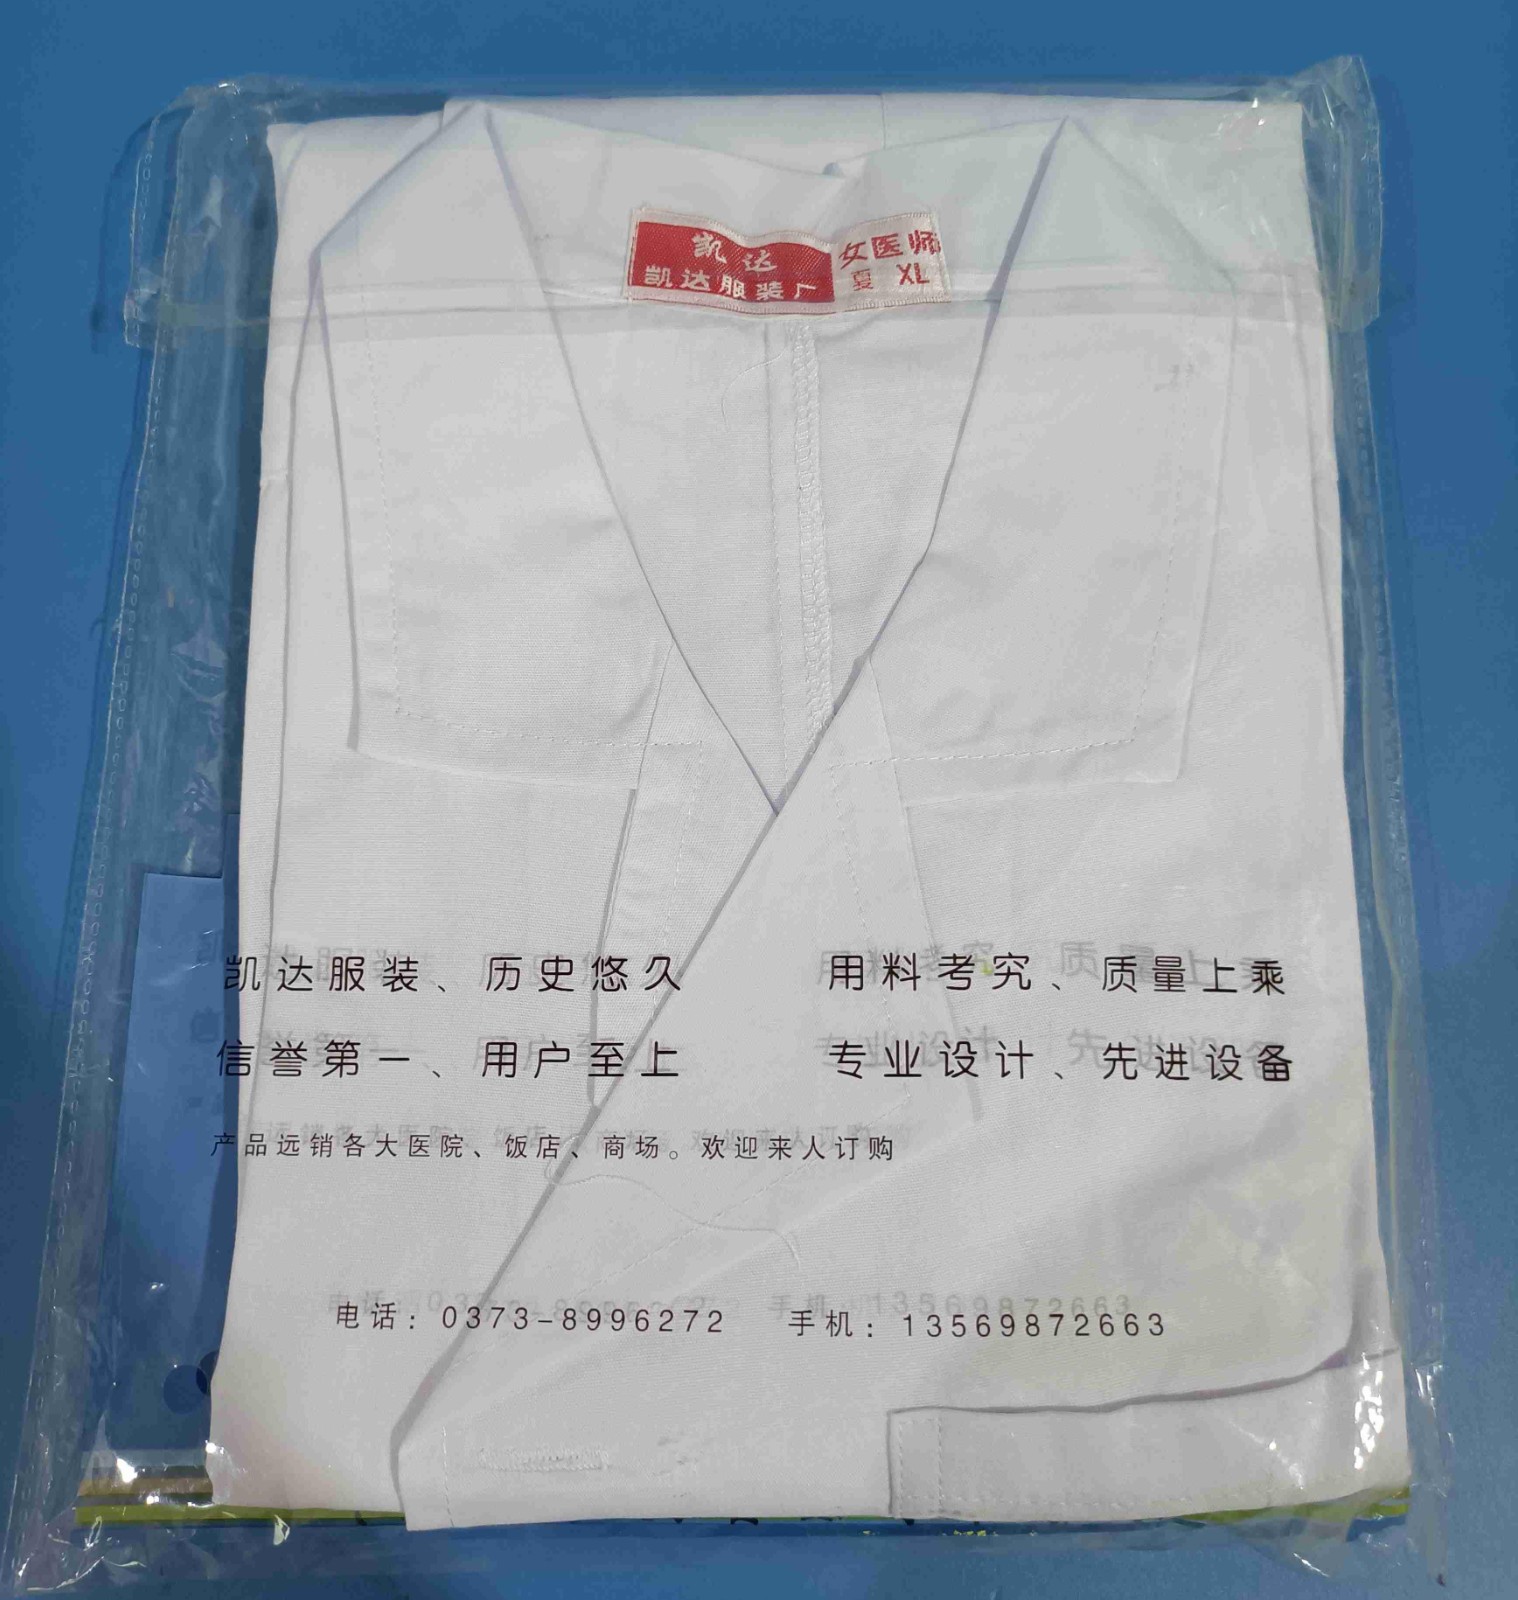 凯达
凯达服装厂
女医师
夏 XL
凯达服装、历史悠久 用料考究、质量上乘
信誉第一、用户至上 专业设计、先进设备
产品远销各大医院、饭店、商场。欢迎来人订购
电话：0373-8996272 手机：13569872663